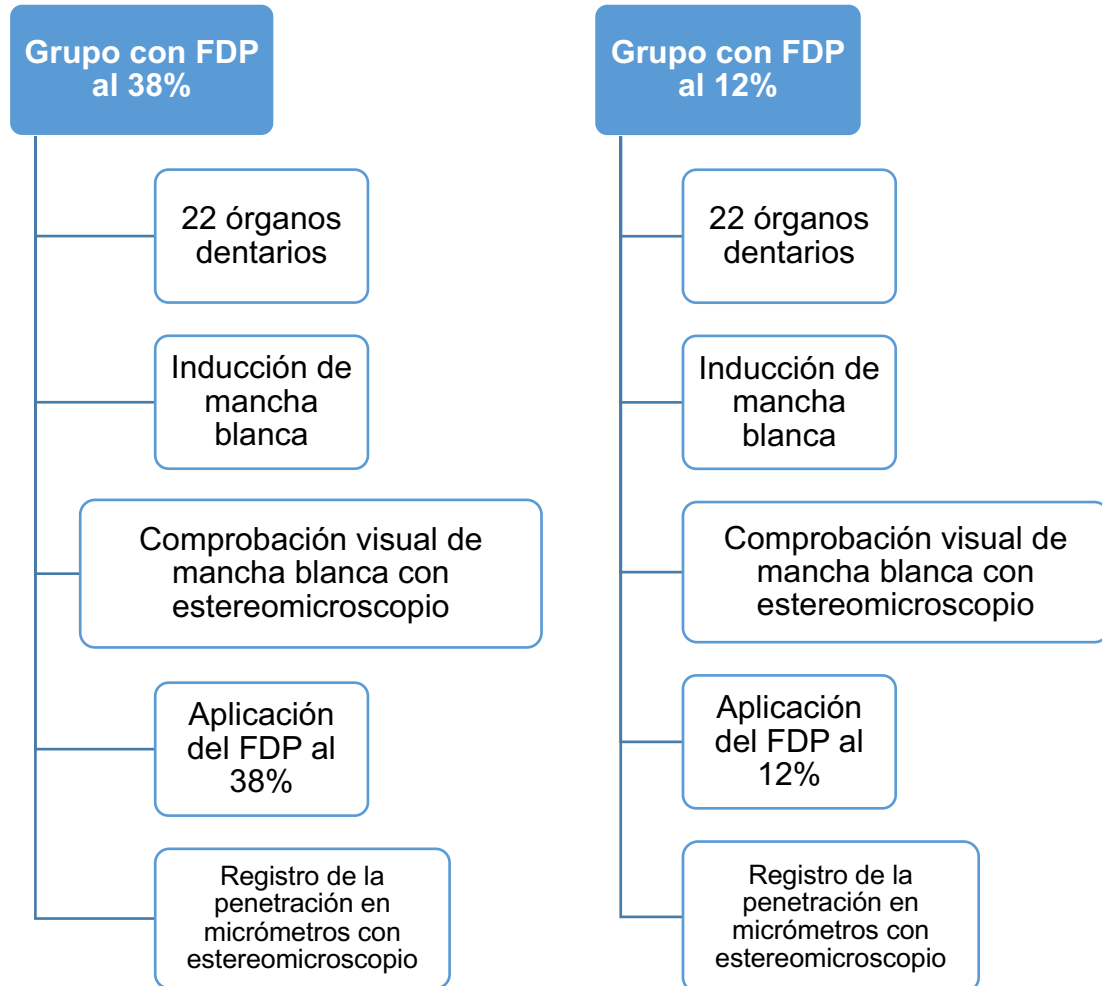 Grupo con FDP
al 38%
22 órganos
dentarios
Inducción de
mancha
blanca
Comprobación visual de
mancha blanca con
estereomicroscopio
Aplicación
del FDP al
38%
Registro de la
penetración en
micrómetros con
estereomicroscopio
Grupo con FDP
al 12%
22 órganos
dentarios
Inducción de
mancha
blanca
Comprobación visual de
mancha blanca con
estereomicroscopio
Aplicación
del FDP al
12%
Registro de la
penetración en
micrómetros con
estereomicroscopio